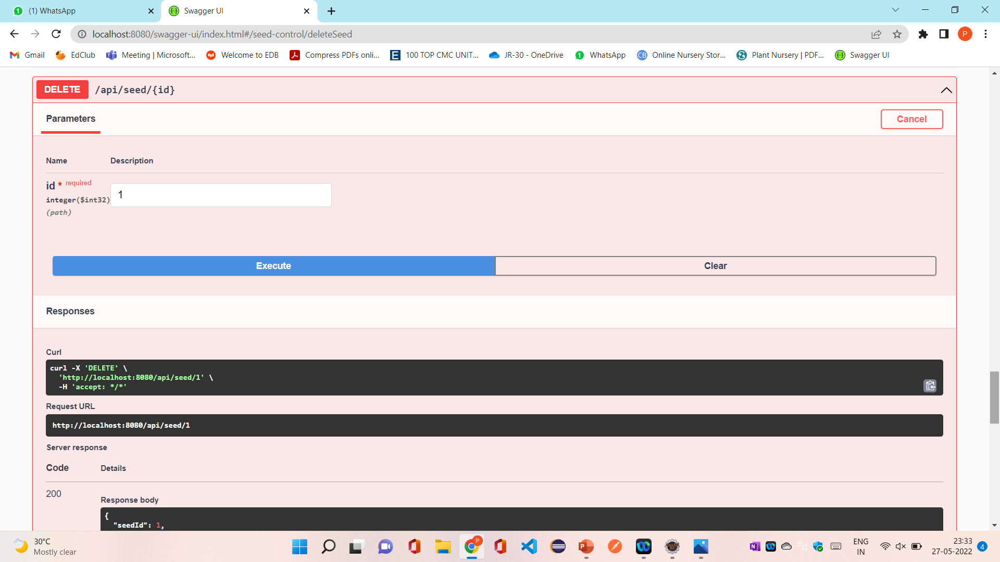 (1) WhatsApp
Swagger UI
localhost:8080/swagger-ui/index.html#/seed-control/deleteSeed
P
Gmail
EdClub
Meeting | Microsoft...
Welcome to EDB
Compress PDFs onli...
100 TOP CMC UNIT...
JR-30 - OneDrive
WhatsApp
Online Nursery Stor...
Plant Nursery | PDF...
Swagger UI
DELETE /api/seed/{id}
Parameters
Cancel
Name Description
id * required
integer($int32)
(path)
1
Execute
Clear
Responses
Curl
curl -X 'DELETE' \
'http://localhost:8080/api/seed/1' \
-H 'accept: */*'
Request URL
http://localhost:8080/api/seed/1
Server response
Code Details
200
Response body
{
"seedId": 1,
30°C
Mostly clear
ENG
IN
23:33
27-05-2022
4